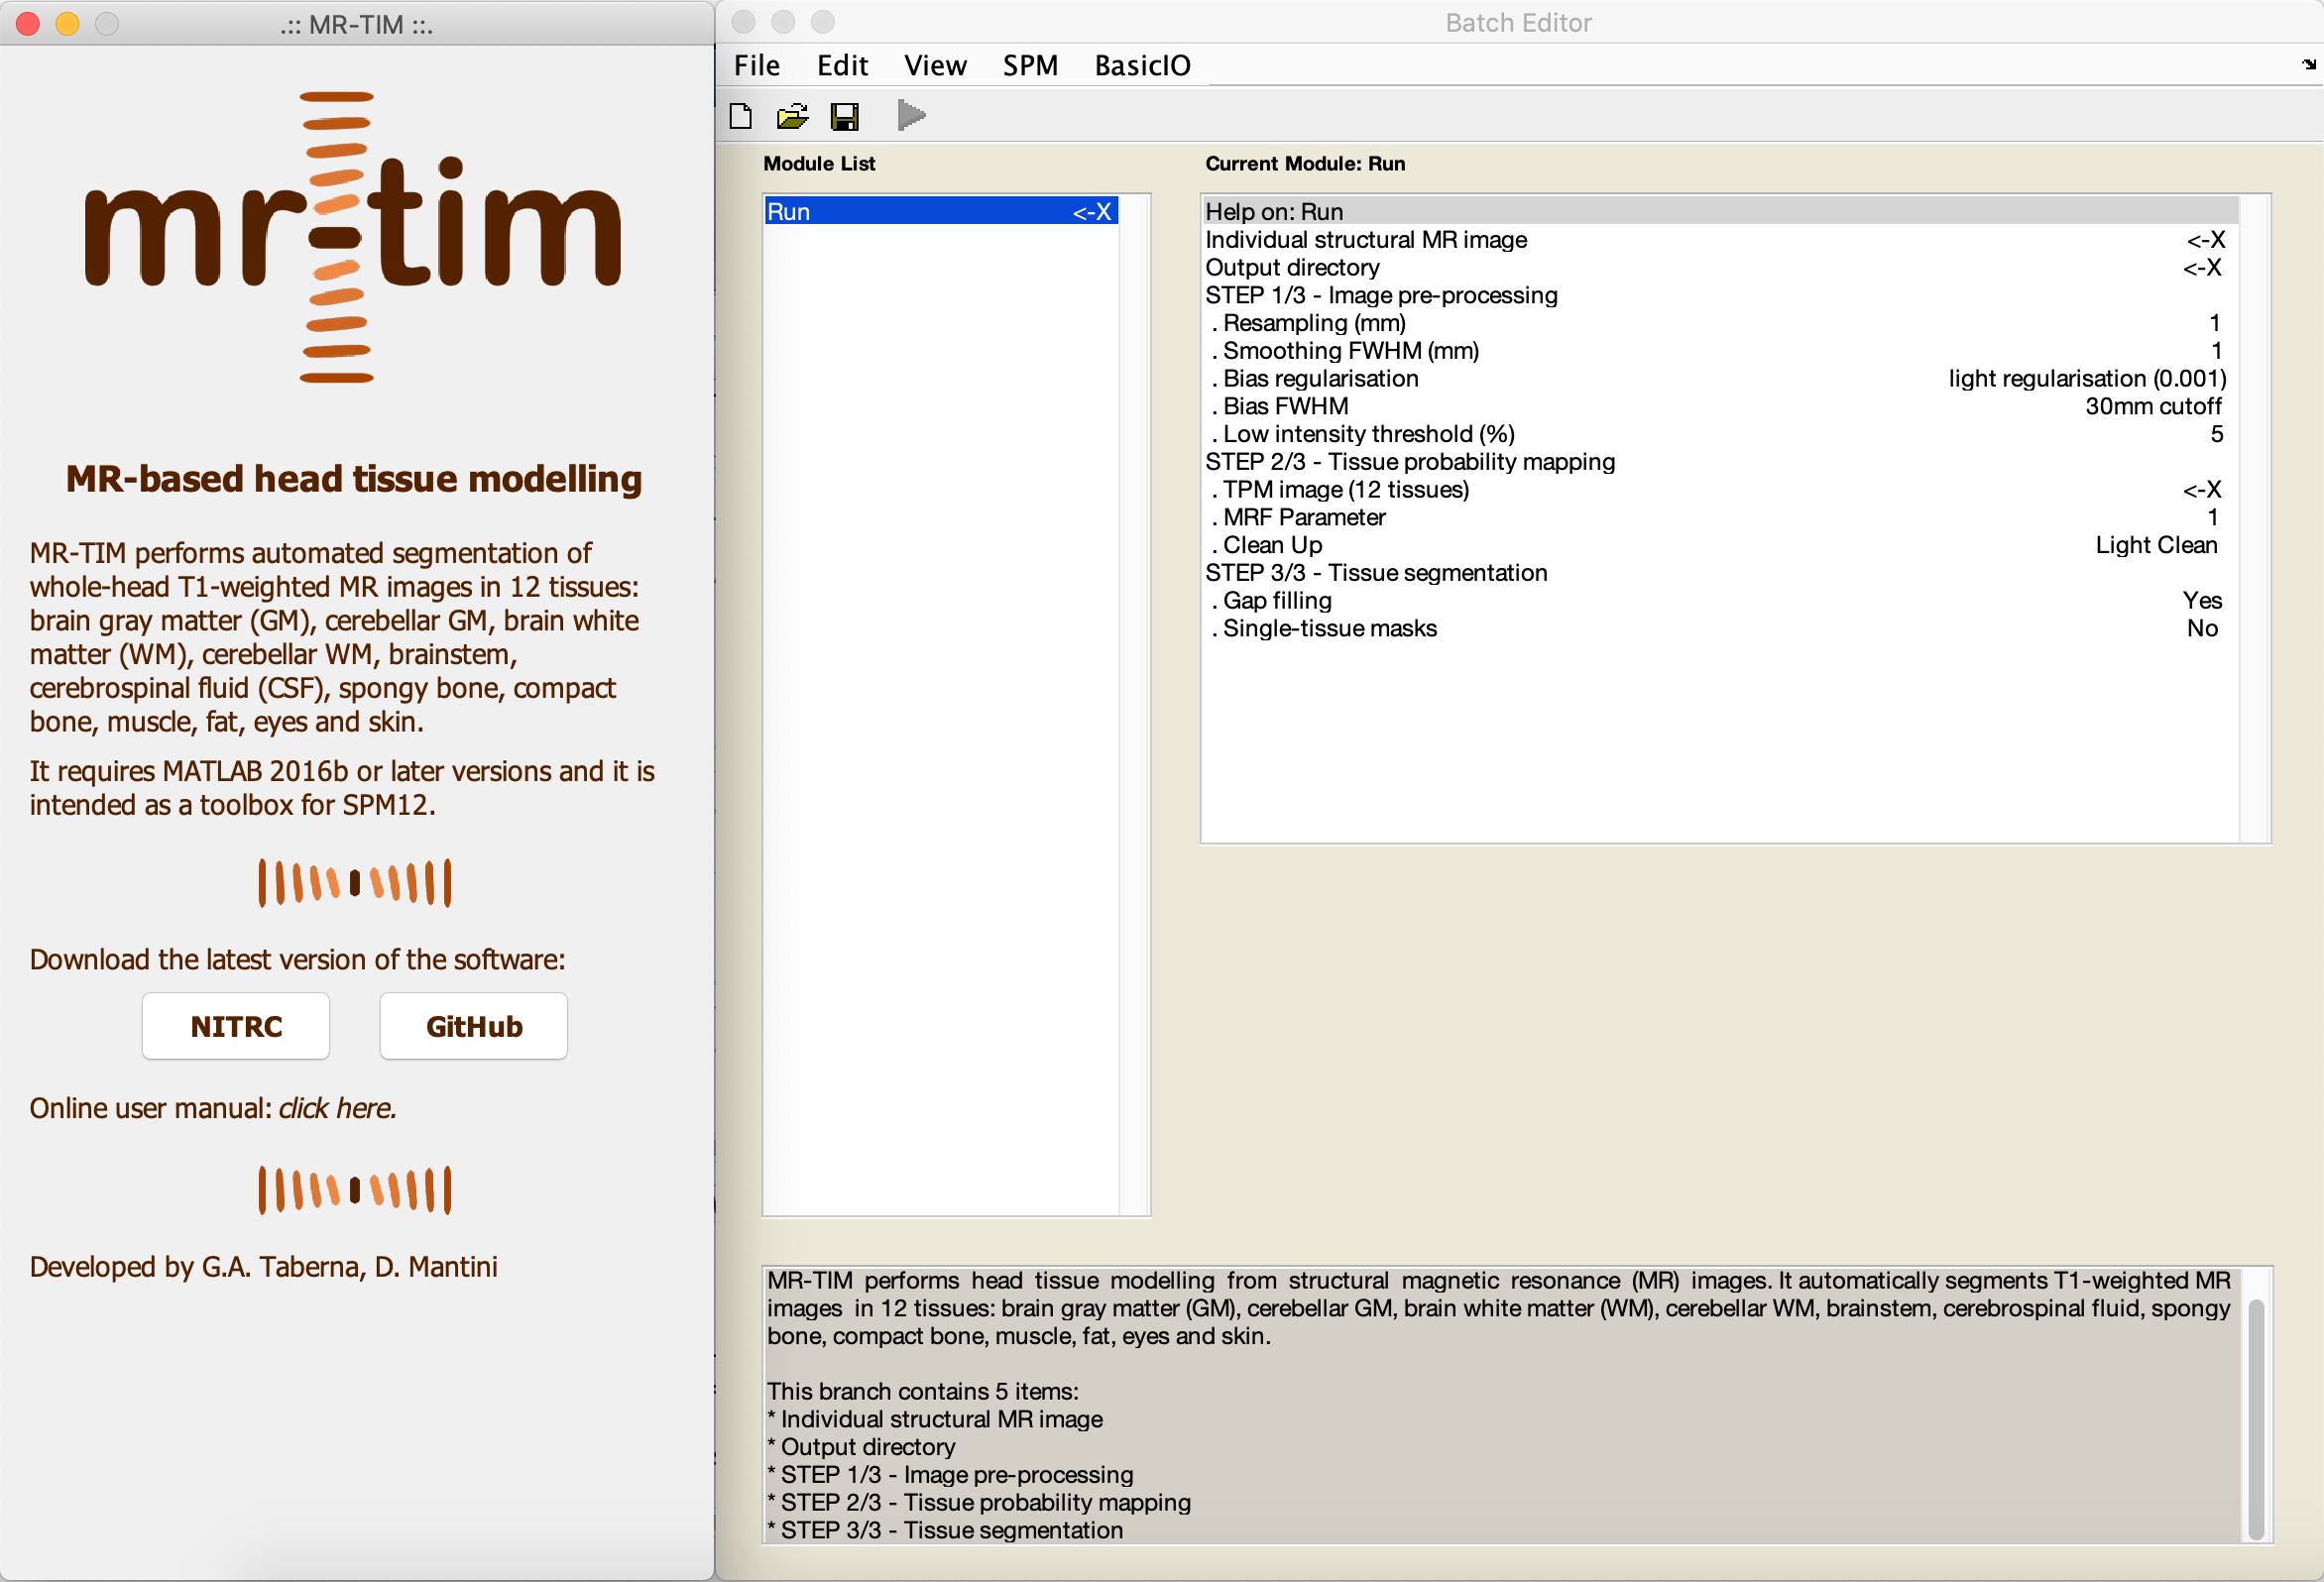 .:: MR-TIM ::.
mr-tim
MR-based head tissue modelling
MR-TIM performs automated segmentation of
whole-head T1-weighted MR images in 12 tissues:
brain gray matter (GM), cerebellar GM, brain white
matter (WM), cerebellar WM, brainstem,
cerebrospinal fluid (CSF), spongy bone, compact
bone, muscle, fat, eyes and skin.
It requires MATLAB 2016b or later versions and it is
intended as a toolbox for SPM12.
Download the latest version of the software:
NITRC GitHub
Online user manual: click here.
Developed by G.A. Taberna, D. Mantini
Batch Editor
File Edit View SPM BasicIO
Module List
Run <-X
Current Module: Run
Help on: Run
Individual structural MR image <-X
Output directory <-X
STEP 1/3 - Image pre-processing
. Resampling (mm) 1
. Smoothing FWHM (mm) 1
. Bias regularisation light regularisation (0.001)
. Bias FWHM 30mm cutoff
. Low intensity threshold (%) 5
STEP 2/3 - Tissue probability mapping
. TPM image (12 tissues) <-X
. MRF Parameter 1
. Clean Up Light Clean
STEP 3/3 - Tissue segmentation
. Gap filling Yes
. Single-tissue masks No
MR-TIM performs head tissue modelling from structural magnetic resonance (MR) images. It automatically segments T1-weighted MR
images in 12 tissues: brain gray matter (GM), cerebellar GM, brain white matter (WM), cerebellar WM, brainstem, cerebrospinal fluid, spongy
bone, compact bone, muscle, fat, eyes and skin.
This branch contains 5 items:
* Individual structural MR image
* Output directory
* STEP 1/3 - Image pre-processing
* STEP 2/3 - Tissue probability mapping
* STEP 3/3 - Tissue segmentation